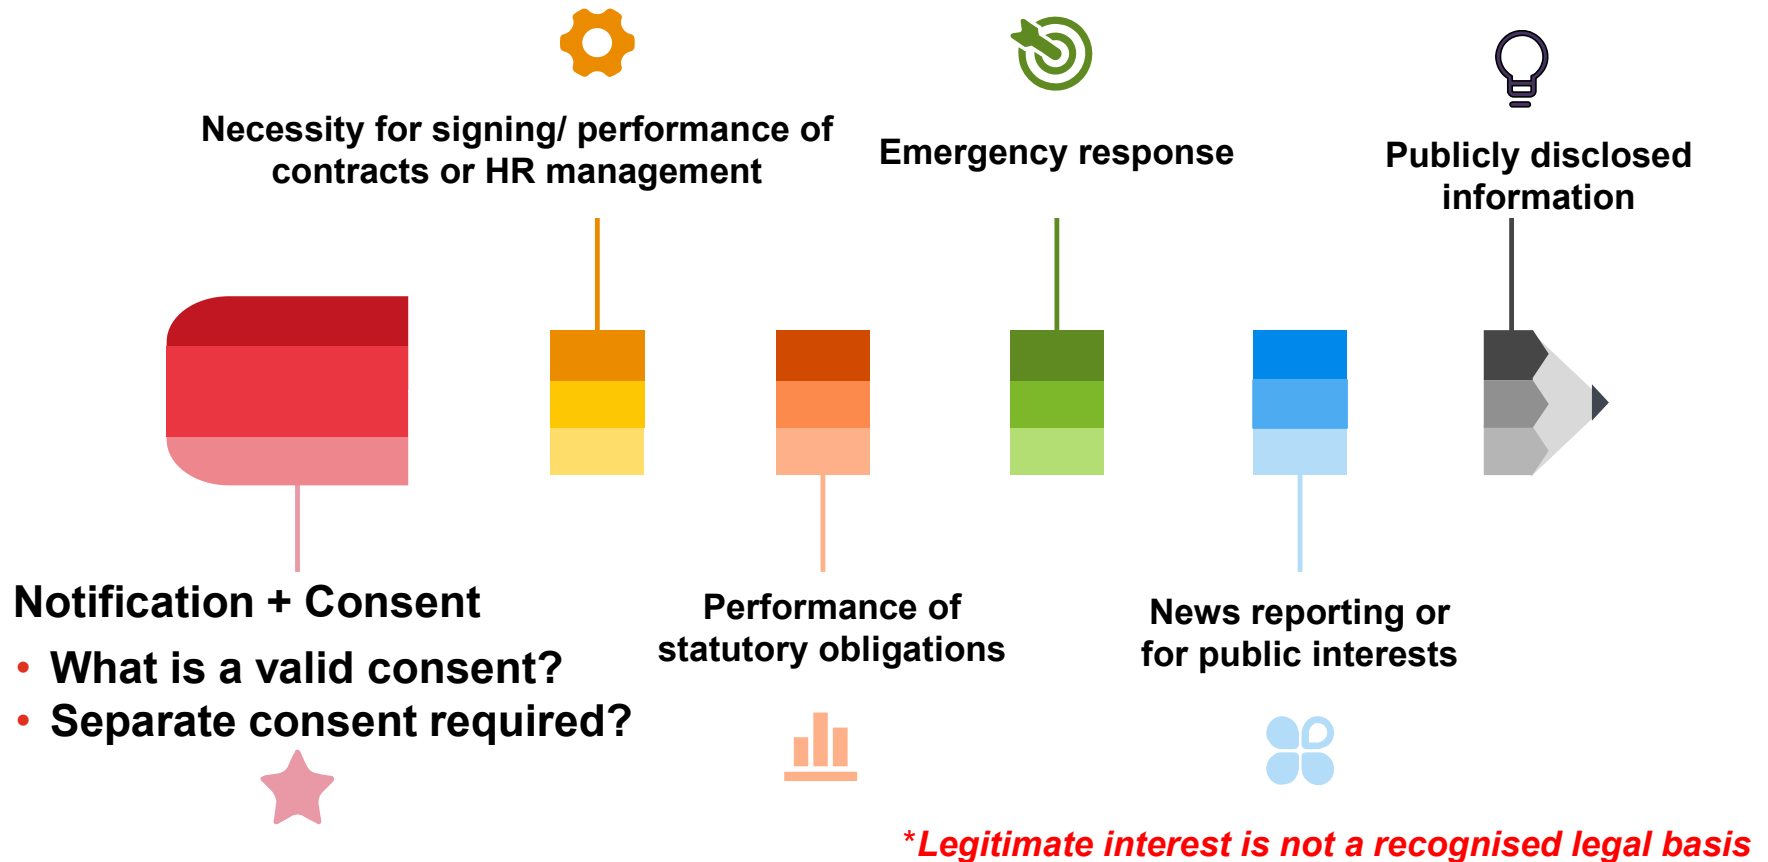 Necessity for signing/ performance of
contracts or HR management
Emergency response
Publicly disclosed
information
Notification + Consent
• What is a valid consent?
• Separate consent required?
Performance of
statutory obligations
News reporting or
for public interests
*Legitimate interest is not a recognised legal basis